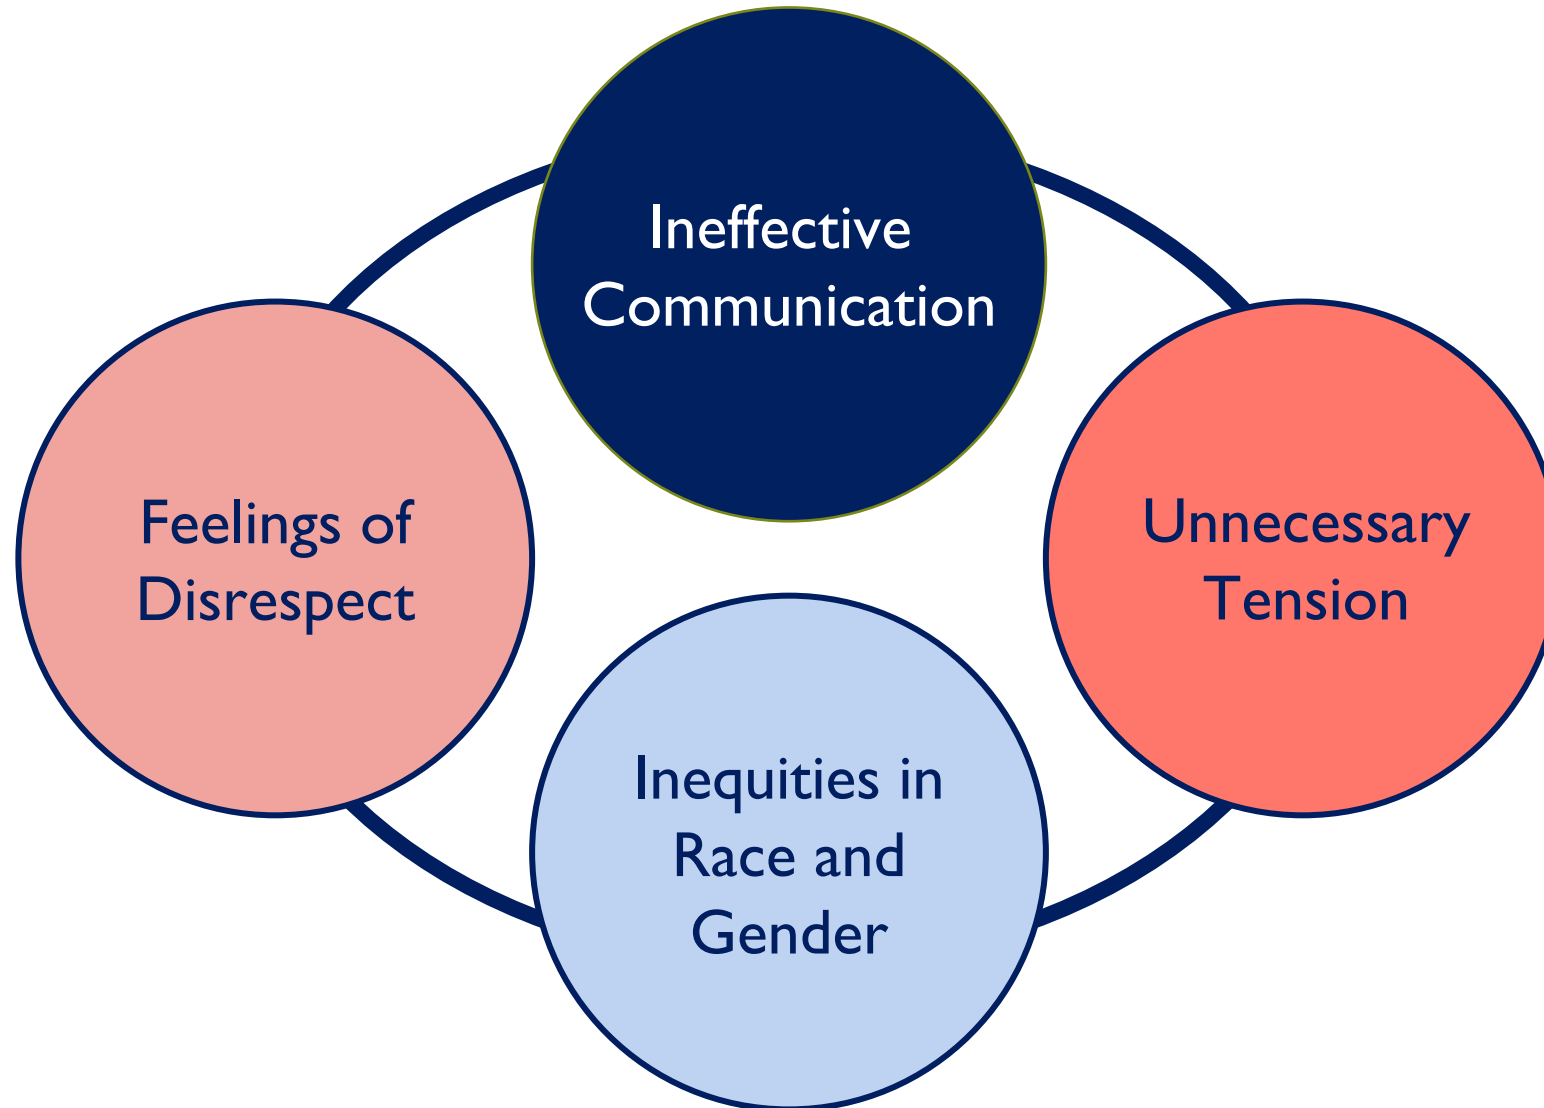 Ineffective
Communication
Feelings of
Disrespect
Unnecessary
Tension
Inequities in
Race and
Gender